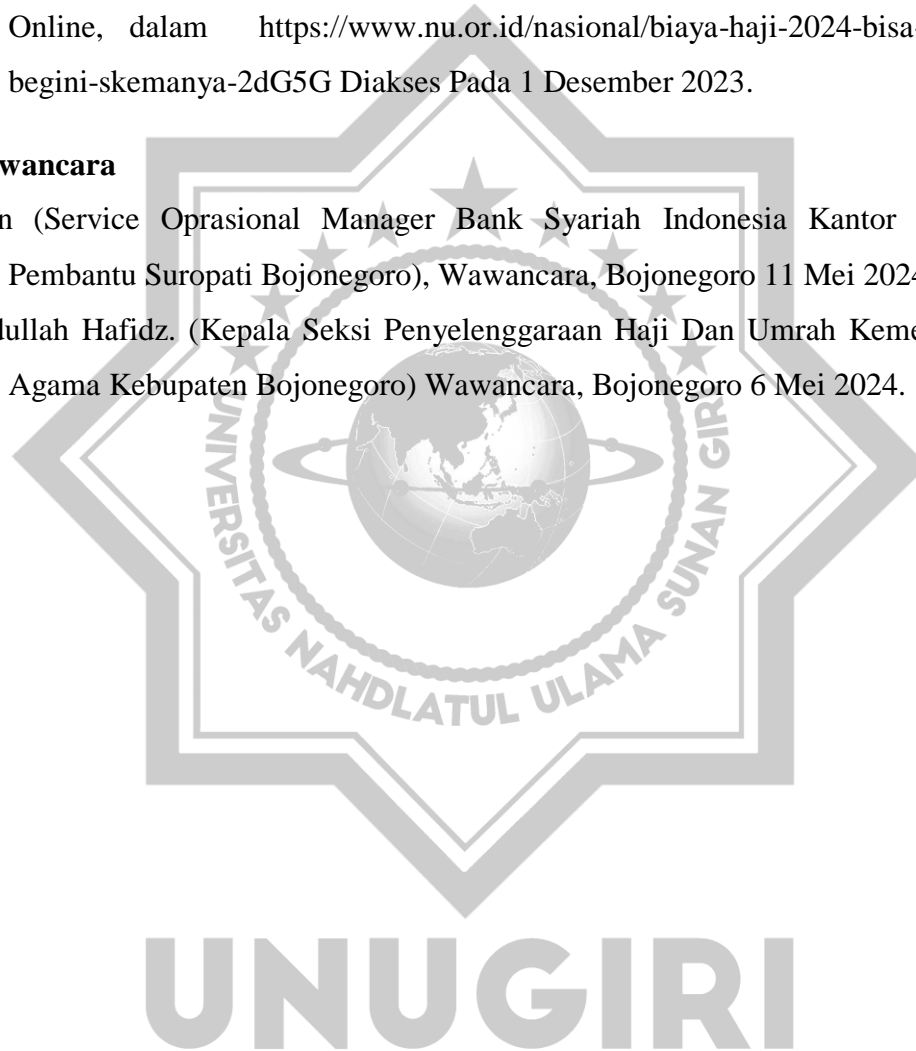 Online, dalam https://www.nu.or.id/nasional/biaya-haji-2024-bisa-
begini-skemanya-2dG5G Diakses Pada 1 Desember 2023.
wancara
n (Service Oprasional Manager Bank Syariah Indonesia Kantor
Pembantu Suropati Bojonegoro), Wawancara, Bojonegoro 11 Mei 2024
dullah Hafidz. (Kepala Seksi Penyelenggaraan Haji Dan Umrah Keme
Agama Kebupaten Bojonegoro) Wawancara, Bojonegoro 6 Mei 2024.
UNIVERSITAS NAHDLATUL ULAMA SUNAN GIRI
UNUGIRI